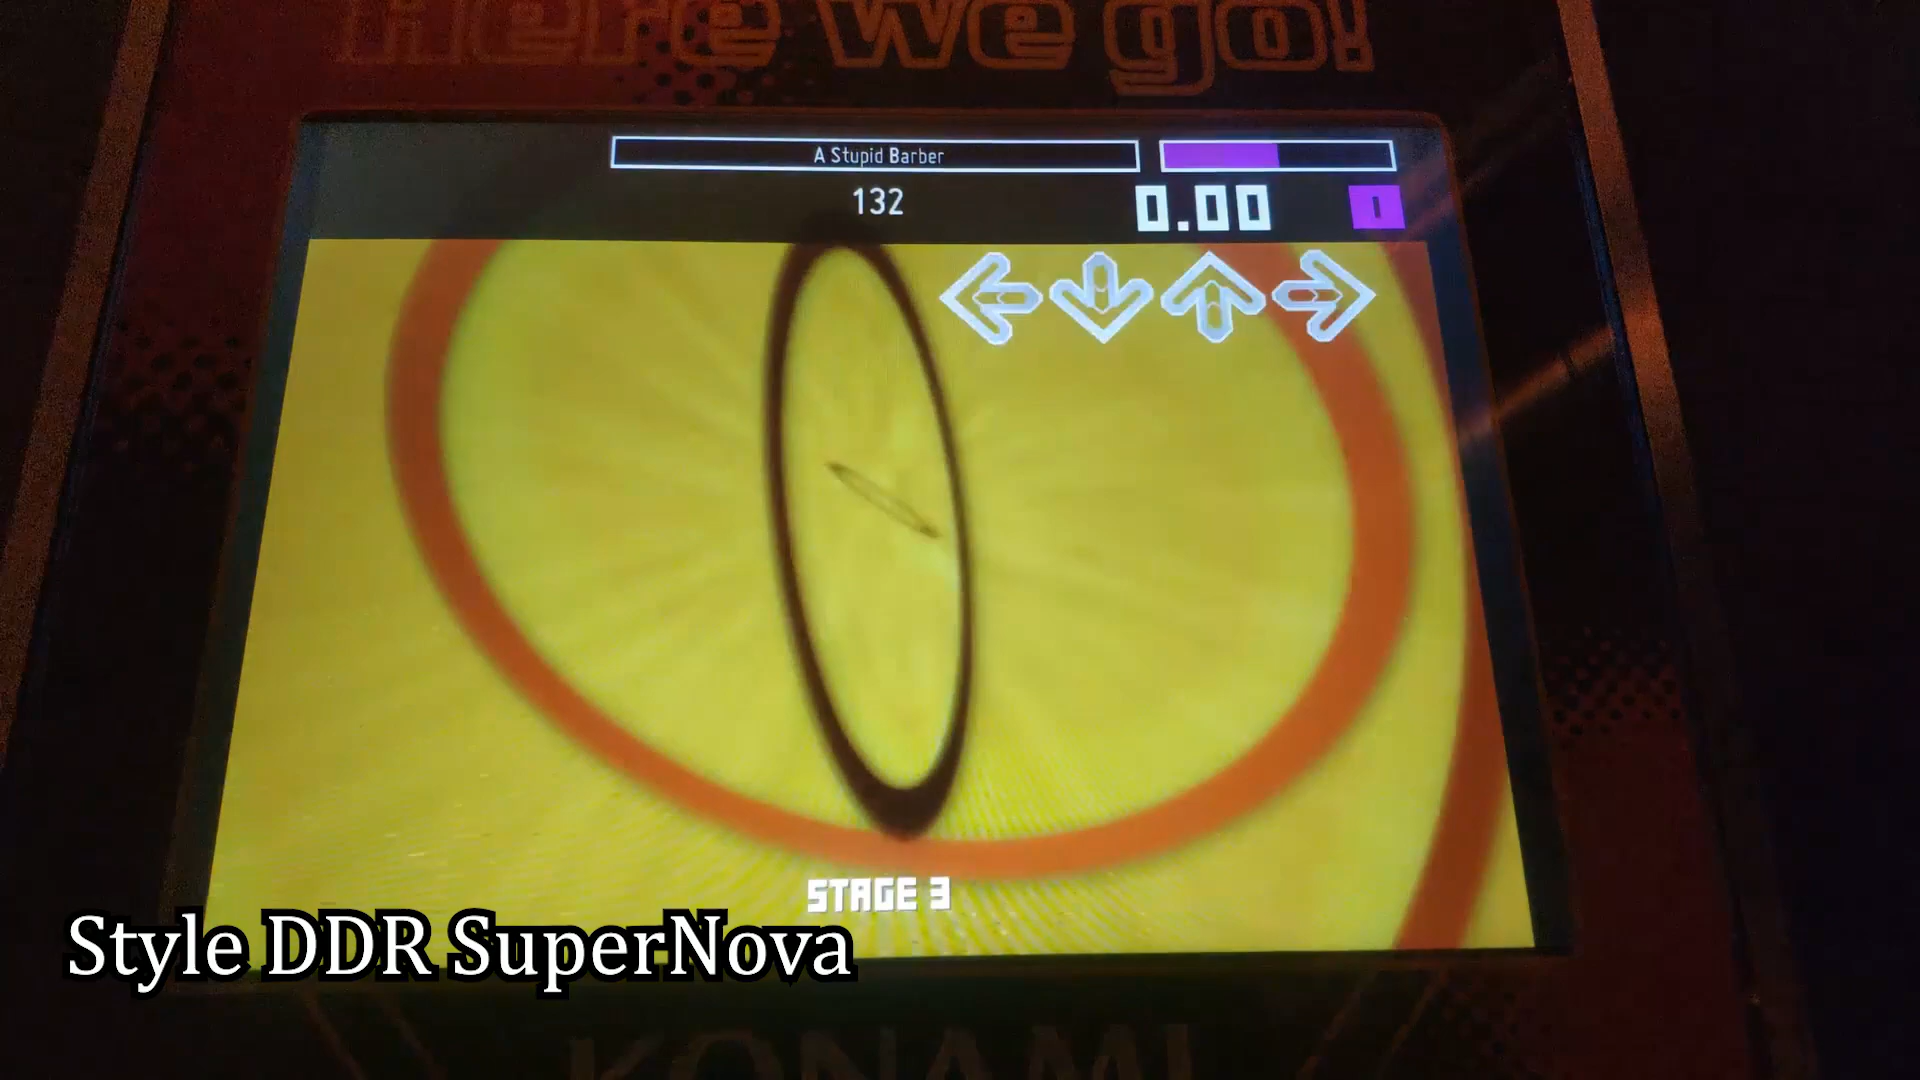 here we go!
A Stupid Barber
132
0.00
1
STAGE 3
Style DDR SuperNova
KONAMI